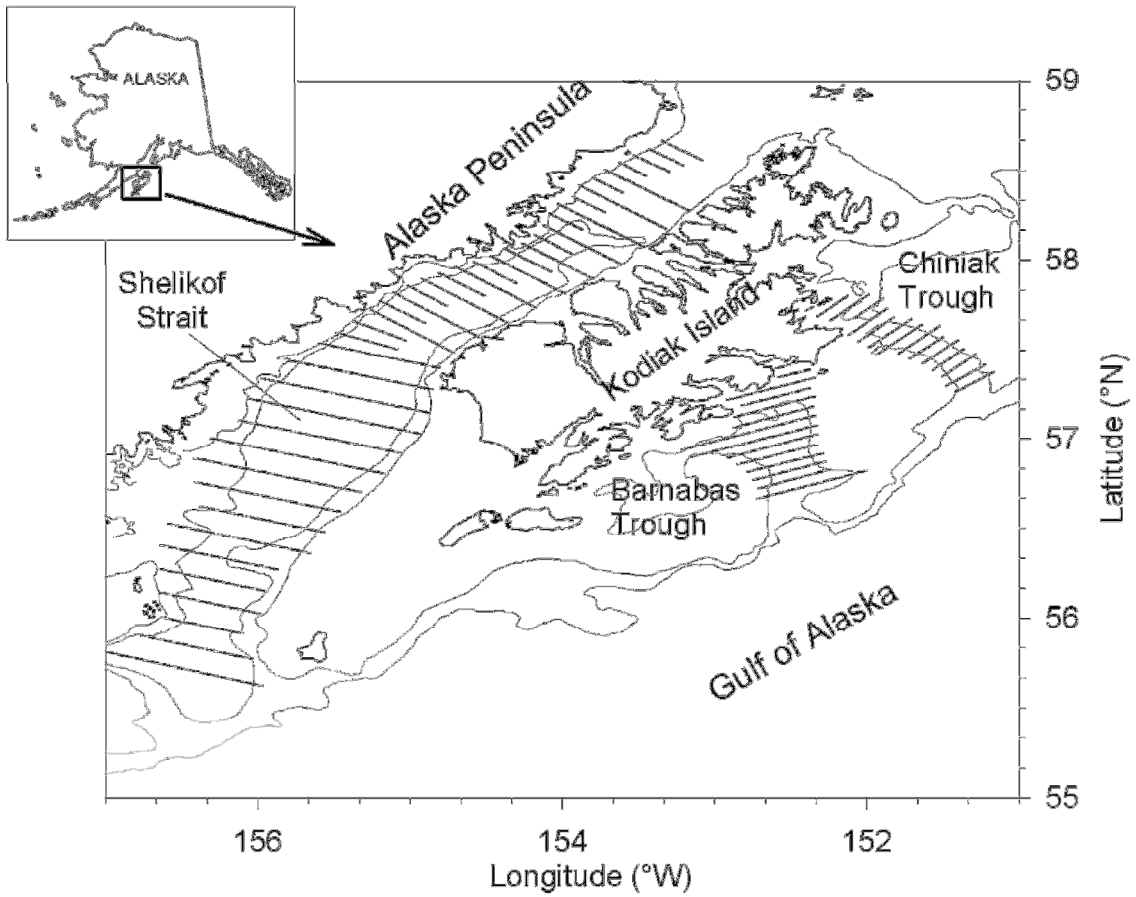 ALASKA
Alaska Peninsula
59
58
57
56
55
Latitude (°N)
Shelikof
Strait
Chiniak
Trough
Kodiak Island
Barnabas
Trough
Gulf of Alaska
156
154
152
Longitude (°W)